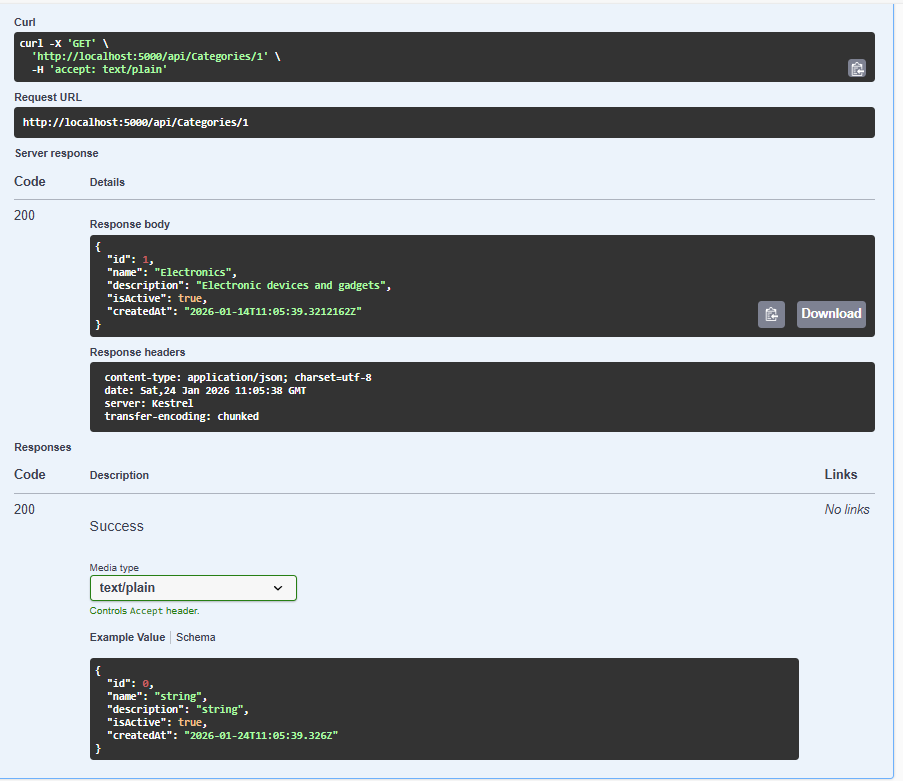 Curl
curl -X 'GET' \
'http://localhost:5000/api/Categories/1' \
-H 'accept: text/plain'
Request URL
http://localhost:5000/api/Categories/1
Server response
Code Details
200
Response body
{
"id": 1,
"name": "Electronics",
"description": "Electronic devices and gadgets",
"isActive": true,
"createdAt": "2026-01-14T11:05:39.3212162Z"
}
Download
Response headers
content-type: application/json; charset=utf-8
date: Sat,24 Jan 2026 11:05:38 GMT
server: Kestrel
transfer-encoding: chunked
Responses
Code Description Links
200 No links
Success
Media type
text/plain
Controls Accept header.
Example Value Schema
{
"id": 0,
"name": "string",
"description": "string",
"isActive": true,
"createdAt": "2026-01-24T11:05:39.326Z"
}